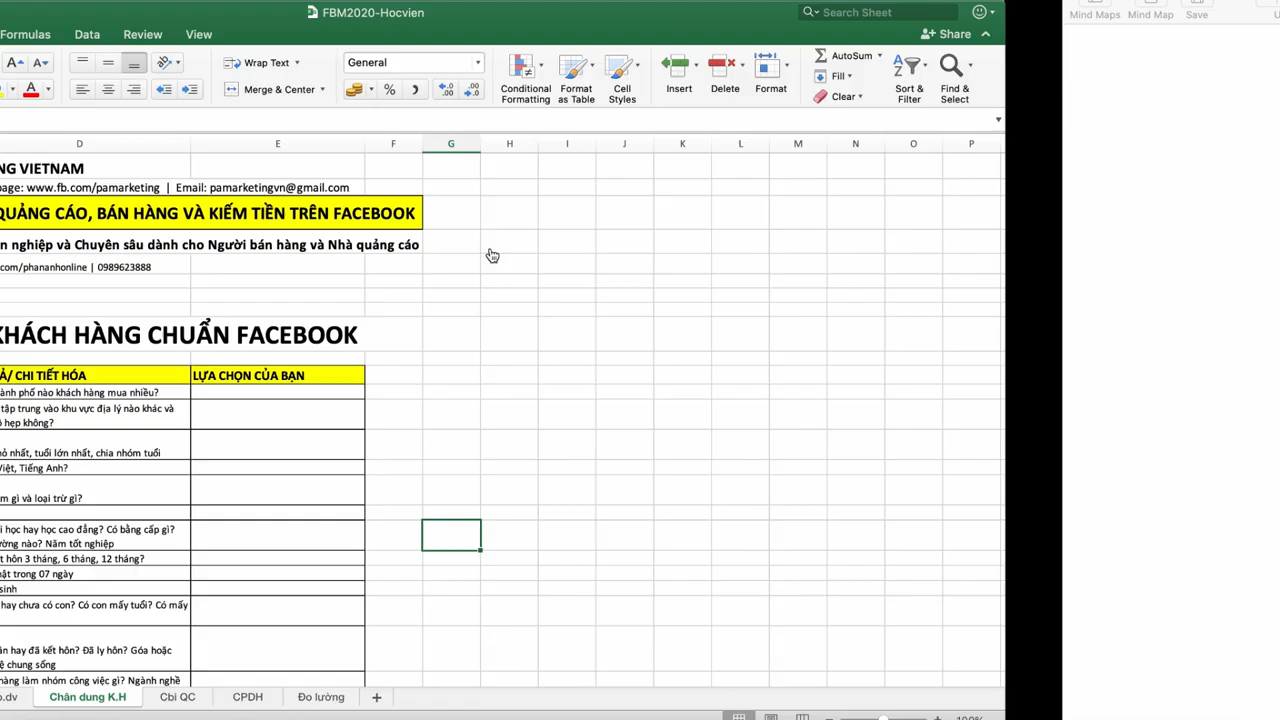 FBM2020-Hocvien
Search Sheet
Mind Maps Mind Map Save
Formulas Data Review View
Share
Wrap Text
General
Merge & Center
%
Conditional Formatting
Format as Table
Cell Styles
Insert
Delete
Format
AutoSum
Fill
Clear
Sort & Filter
Find & Select
D E F G H I J K L M N O P
NG VIETNAM
page: www.fb.com/pamarketing | Email: pamarketingvn@gmail.com
QUẢNG CÁO, BÁN HÀNG VÀ KIẾM TIỀN TRÊN FACEBOOK
n nghiệp và Chuyên sâu dành cho Người bán hàng và Nhà quảng cáo
com/phananhonline | 0989623888
KHÁCH HÀNG CHUẨN FACEBOOK
Ả/ CHI TIẾT HÓA LỰA CHỌN CỦA BẠN
ành phố nào khách hàng mua nhiều?
tập trung vào khu vực địa lý nào khác và
hẹp không?
hỏ nhất, tuổi lớn nhất, chia nhóm tuổi
Việt, Tiếng Anh?
m gì và loại trừ gì?
i học hay học cao đẳng? Có bằng cấp gì?
ường nào? Năm tốt nghiệp
t hôn 3 tháng, 6 tháng, 12 tháng?
hật trong 07 ngày
sinh
hay chưa có con? Có con mấy tuổi? Có mấy
ân hay đã kết hôn? Đã ly hôn? Góa hoặc
ệ chung sống
hàng làm nhóm công việc gì? Ngành nghề
p.dv Chân dung K.H Cbi QC CPDH Đo lường +
100%